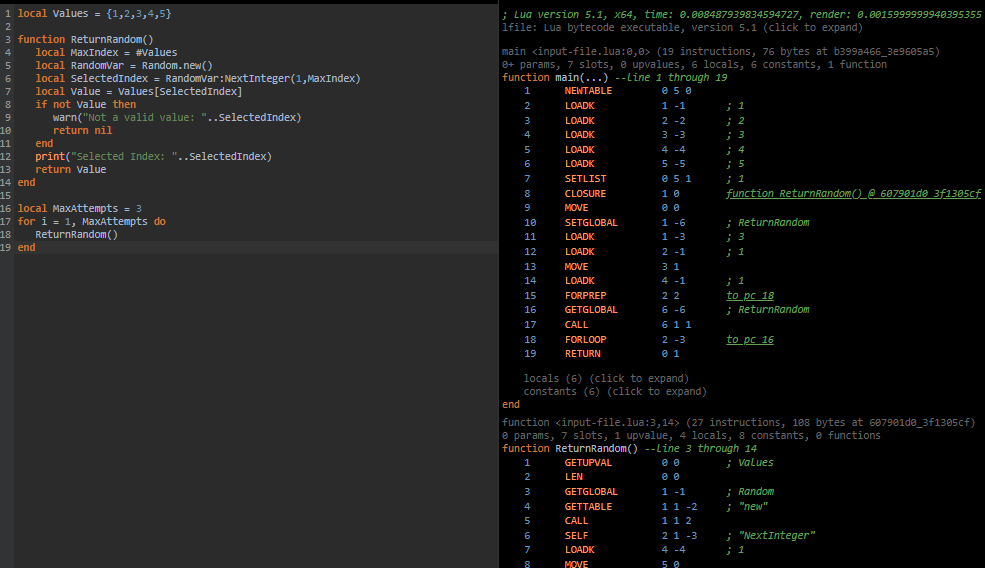 1 local Values = {1,2,3,4,5}
2
3 function ReturnRandom()
4 local MaxIndex = #Values
5 local RandomVar = Random.new()
6 local SelectedIndex = RandomVar:NextInteger(1,MaxIndex)
7 local Value = Values[SelectedIndex]
8 if not Value then
9 warn("Not a valid value: "..SelectedIndex)
10 return nil
11 end
12 print("Selected Index: "..SelectedIndex)
13 return Value
14 end
15
16 local MaxAttempts = 3
17 for i = 1, MaxAttempts do
18 ReturnRandom()
19 end
; Lua version 5.1, x64, time: 0.008487939834594727, render: 0.0015999999940395355
lfile: Lua bytecode executable, version 5.1 (click to expand)
main <input-file.lua:0,0> (19 instructions, 76 bytes at b399a466_3e9605a5)
0+ params, 7 slots, 0 upvalues, 6 locals, 6 constants, 1 function
function main(...) --line 1 through 19
1 NEWTABLE 0 5 0
2 LOADK 1 -1 ; 1
3 LOADK 2 -2 ; 2
4 LOADK 3 -3 ; 3
5 LOADK 4 -4 ; 4
6 LOADK 5 -5 ; 5
7 SETLIST 0 5 1 ; 1
8 CLOSURE 1 0 function ReturnRandom() @ 607901d0_3f1305cf
9 MOVE 0 0
10 SETGLOBAL 1 -6 ; ReturnRandom
11 LOADK 1 -3 ; 3
12 LOADK 2 -1 ; 1
13 MOVE 3 1
14 LOADK 4 -1 ; 1
15 FORPREP 2 2 to pc 18
16 GETGLOBAL 6 -6 ; ReturnRandom
17 CALL 6 1 1
18 FORLOOP 2 -3 to pc 16
19 RETURN 0 1
locals (6) (click to expand)
constants (6) (click to expand)
end
function <input-file.lua:3,14> (27 instructions, 108 bytes at 607901d0_3f1305cf)
0 params, 7 slots, 1 upvalue, 4 locals, 8 constants, 0 functions
function ReturnRandom() --line 3 through 14
1 GETUPVAL 0 0 ; Values
2 LEN 0 0
3 GETGLOBAL 1 -1 ; Random
4 GETTABLE 1 1 -2 ; "new"
5 CALL 1 1 2
6 SELF 2 1 -3 ; "NextInteger"
7 LOADK 4 -4 ; 1
8 MOVE 5 0